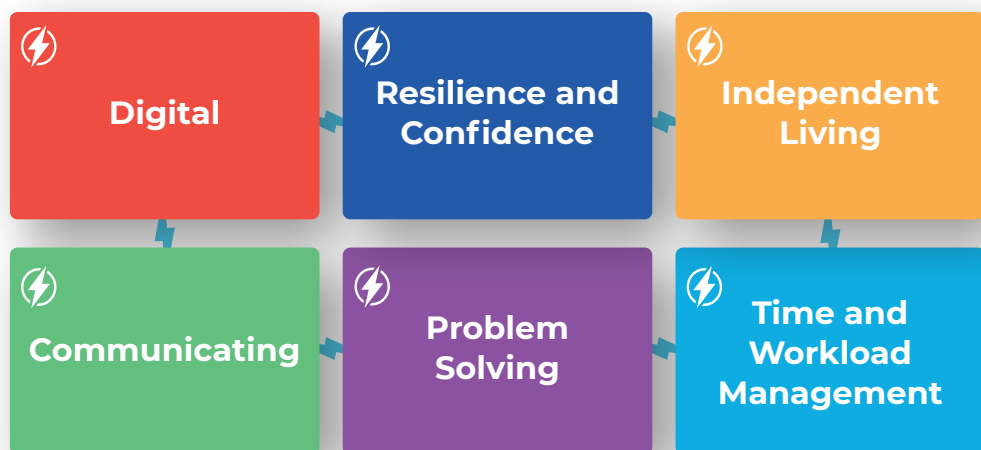 Digital
Resilience and
Confidence
Independent
Living
Communicating
Problem
Solving
Time and
Workload
Management